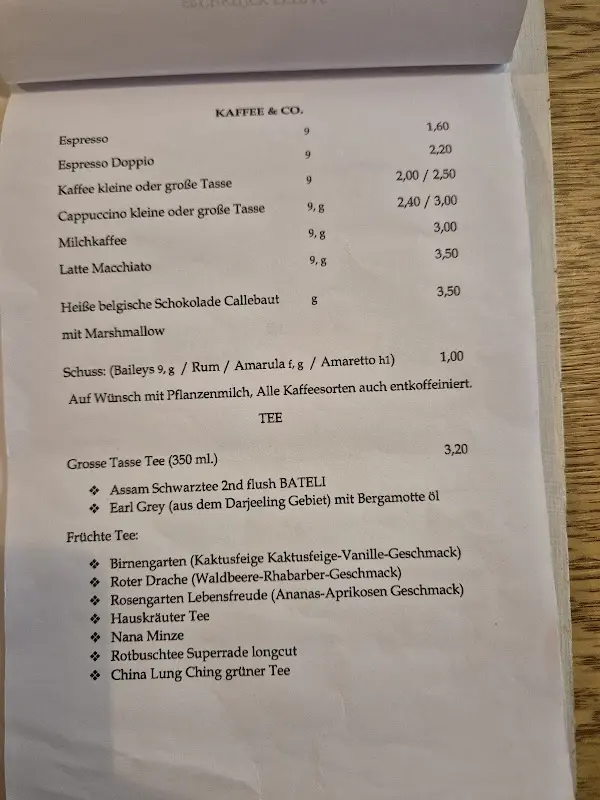 KAFFEE & CO.
Espresso 9 1,60
Espresso Doppio 9 2,20
Kaffee kleine oder große Tasse 9 2,00 / 2,50
Cappuccino kleine oder große Tasse 9, g 2,40 / 3,00
Milchkaffee 9, g 3,00
Latte Macchiato 9, g 3,50
Heiße belgische Schokolade Callebaut g 3,50
mit Marshmallow
Schuss: (Baileys 9, g / Rum / Amarula f, g / Amaretto h1) 1,00
Auf Wünsch mit Pflanzenmilch, Alle Kaffeesorten auch entkoffeiniert.
TEE
Grosse Tasse Tee (350 ml.) 3,20
❖ Assam Schwarztee 2nd flush BATELI
❖ Earl Grey (aus dem Darjeeling Gebiet) mit Bergamotte öl
Früchte Tee:
❖ Birnengarten (Kaktusfeige Kaktusfeige-Vanille-Geschmack)
❖ Roter Drache (Waldbeere-Rhabarber-Geschmack)
❖ Rosengarten Lebensfreude (Ananas-Aprikosen Geschmack)
❖ Hauskräuter Tee
❖ Nana Minze
❖ Rotbuschtee Superrade longcut
❖ China Lung Ching grüner Tee